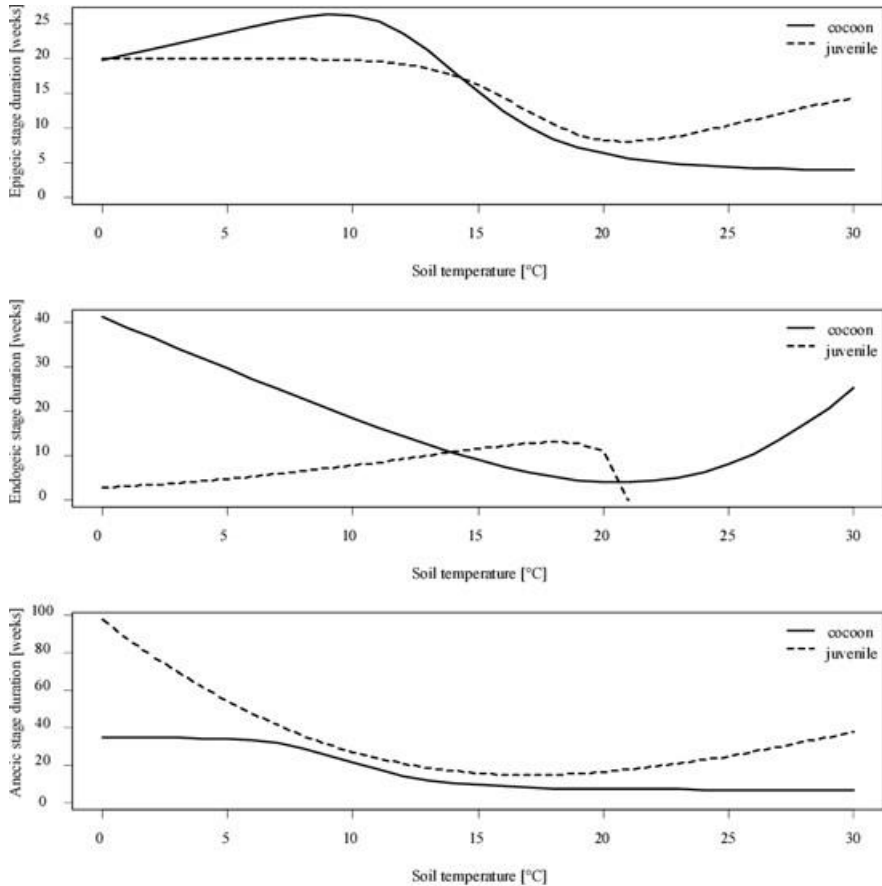 Epigeic stage duration [weeks]
25
20
15
10
5
0
cocoon
juvenile
0 5 10 15 20 25 30
Soil temperature [°C]
Endogeic stage duration [weeks]
40
30
20
10
0
cocoon
juvenile
0 5 10 15 20 25 30
Soil temperature [°C]
Anecic stage duration [weeks]
100
80
60
40
20
0
cocoon
juvenile
0 5 10 15 20 25 30
Soil temperature [°C]